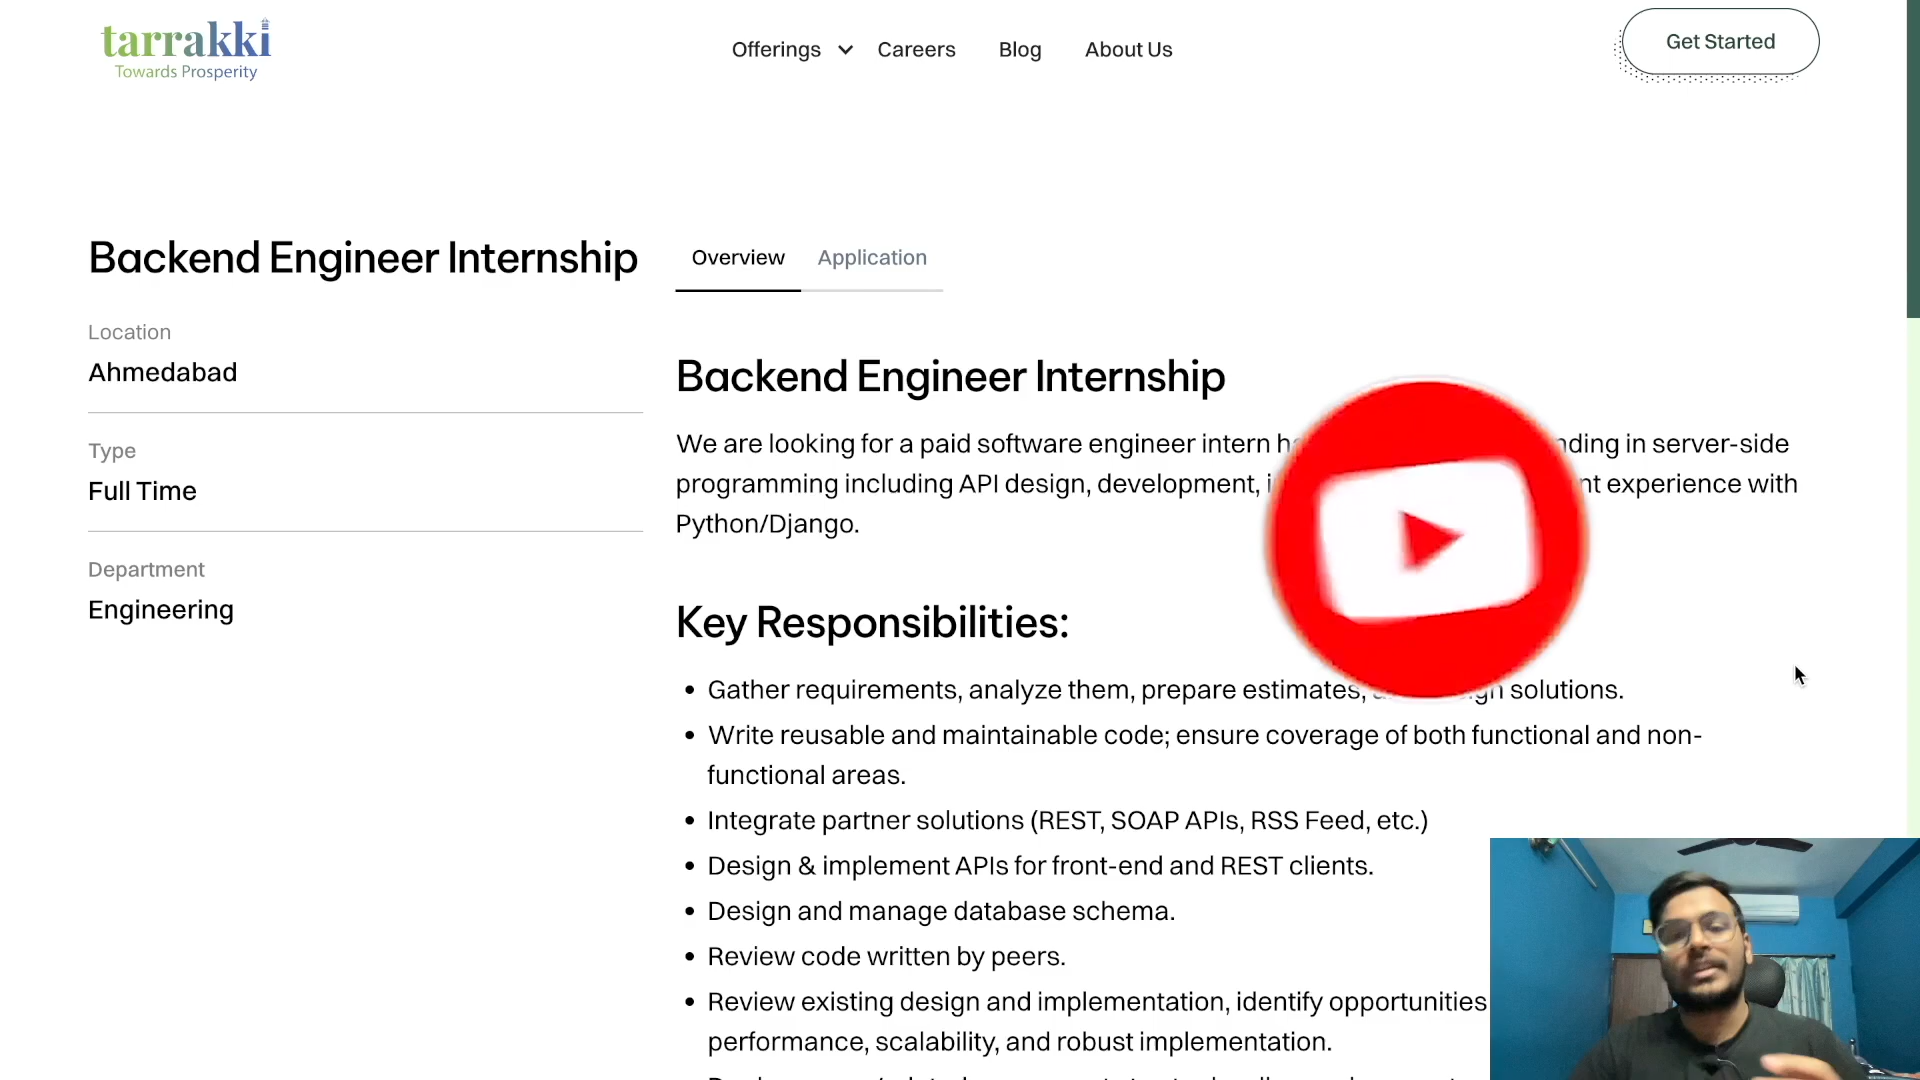 tarrakki
Towards Prosperity
Offerings
Careers
Blog
About Us
Get Started
Backend Engineer Internship
Location
Ahmedabad
Type
Full Time
Department
Engineering
Overview
Application
Backend Engineer Internship
We are looking for a paid software engineer intern in server-side
programming including API design, development, experience with
Python/Django.
Key Responsibilities:
Gather requirements, analyze them, prepare estimates, solutions.
Write reusable and maintainable code; ensure coverage of both functional and non-
functional areas.
Integrate partner solutions (REST, SOAP APIs, RSS Feed, etc.)
Design & implement APIs for front-end and REST clients.
Design and manage database schema.
Review code written by peers.
Review existing design and implementation, identify opportunities
performance, scalability, and robust implementation.